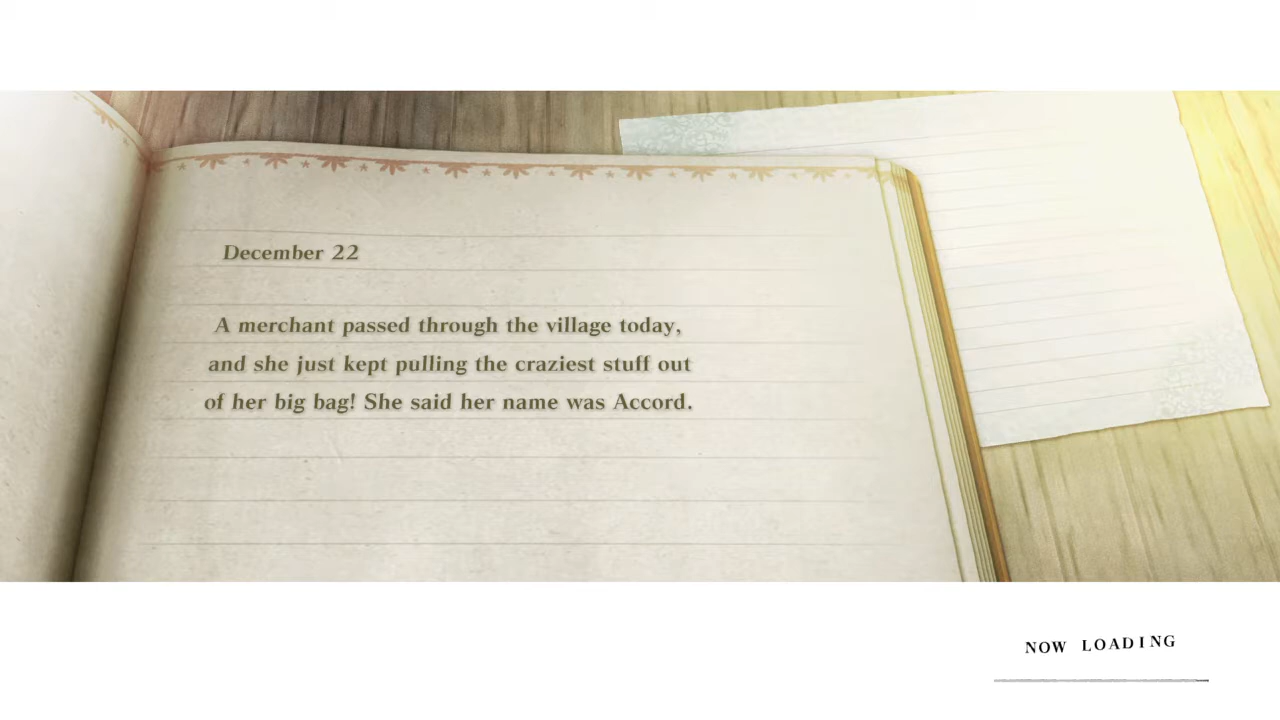 December 22
A merchant passed through the village today,
and she just kept pulling the craziest stuff out
of her big bag! She said her name was Accord.
NOW LOADING